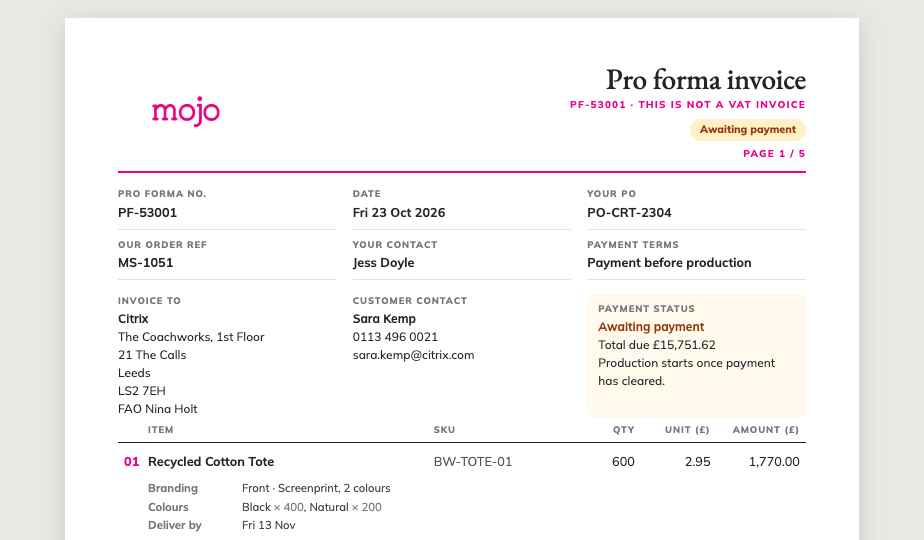 mojo
Pro forma invoice
PF-53001 · THIS IS NOT A VAT INVOICE
Awaiting payment
PAGE 1 / 5
PRO FORMA NO.
PF-53001
DATE
Fri 23 Oct 2026
YOUR PO
PO-CRT-2304
OUR ORDER REF
MS-1051
YOUR CONTACT
Jess Doyle
PAYMENT TERMS
Payment before production
INVOICE TO
Citrix
The Coachworks, 1st Floor
21 The Calls
Leeds
LS2 7EH
FAO Nina Holt
CUSTOMER CONTACT
Sara Kemp
0113 496 0021
sara.kemp@citrix.com
PAYMENT STATUS
Awaiting payment
Total due £15,751.62
Production starts once payment
has cleared.
ITEM SKU QTY UNIT (£) AMOUNT (£)
01 Recycled Cotton Tote BW-TOTE-01 600 2.95 1,770.00
Branding Front · Screenprint, 2 colours
Colours Black × 400, Natural × 200
Deliver by Fri 13 Nov